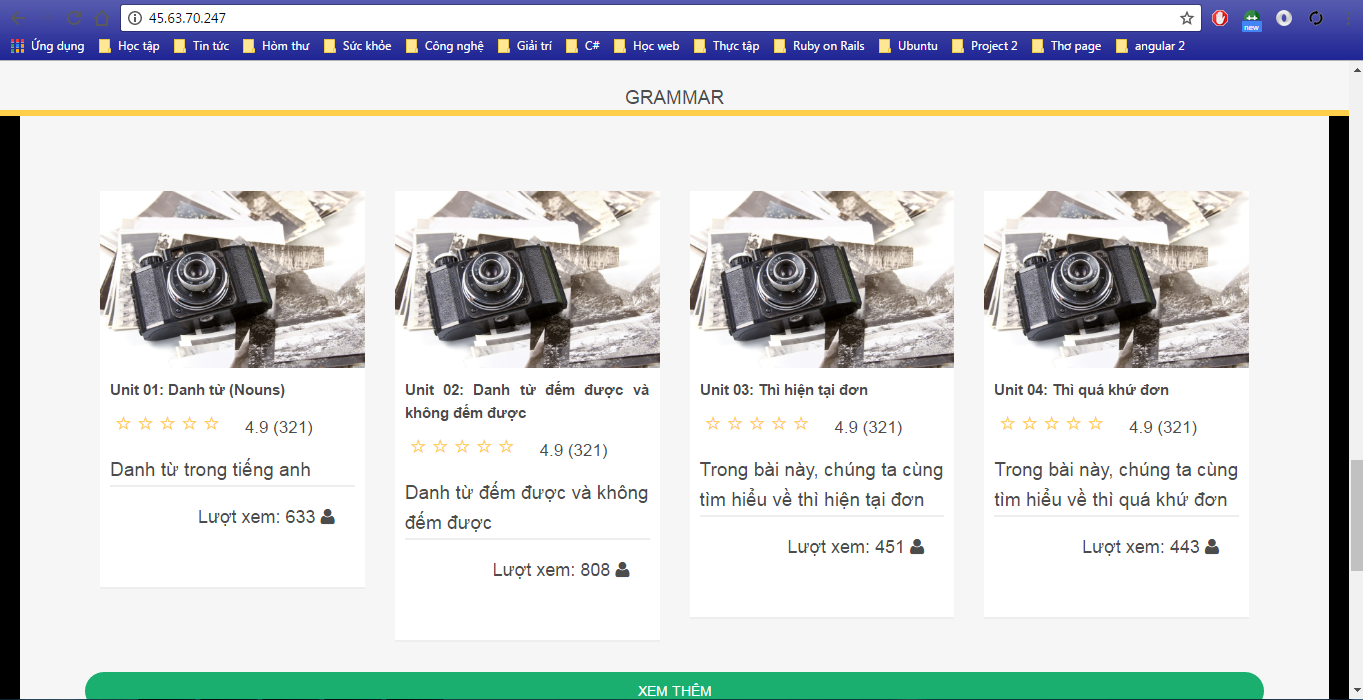 45.63.70.247
new
Ứng dụng Học tập Tin tức Hòm thư Sức khỏe Công nghệ Giải trí C# Học web Thực tập Ruby on Rails Ubuntu Project 2 Thơ page angular 2
GRAMMAR
Unit 01: Danh từ (Nouns)
4.9 (321)
Danh từ trong tiếng anh
Lượt xem: 633
Unit 02: Danh từ đếm được và
không đếm được
4.9 (321)
Danh từ đếm được và không
đếm được
Lượt xem: 808
Unit 03: Thì hiện tại đơn
4.9 (321)
Trong bài này, chúng ta cùng
tìm hiểu về thì hiện tại đơn
Lượt xem: 451
Unit 04: Thì quá khứ đơn
4.9 (321)
Trong bài này, chúng ta cùng
tìm hiểu về thì quá khứ đơn
Lượt xem: 443
XEM THÊM